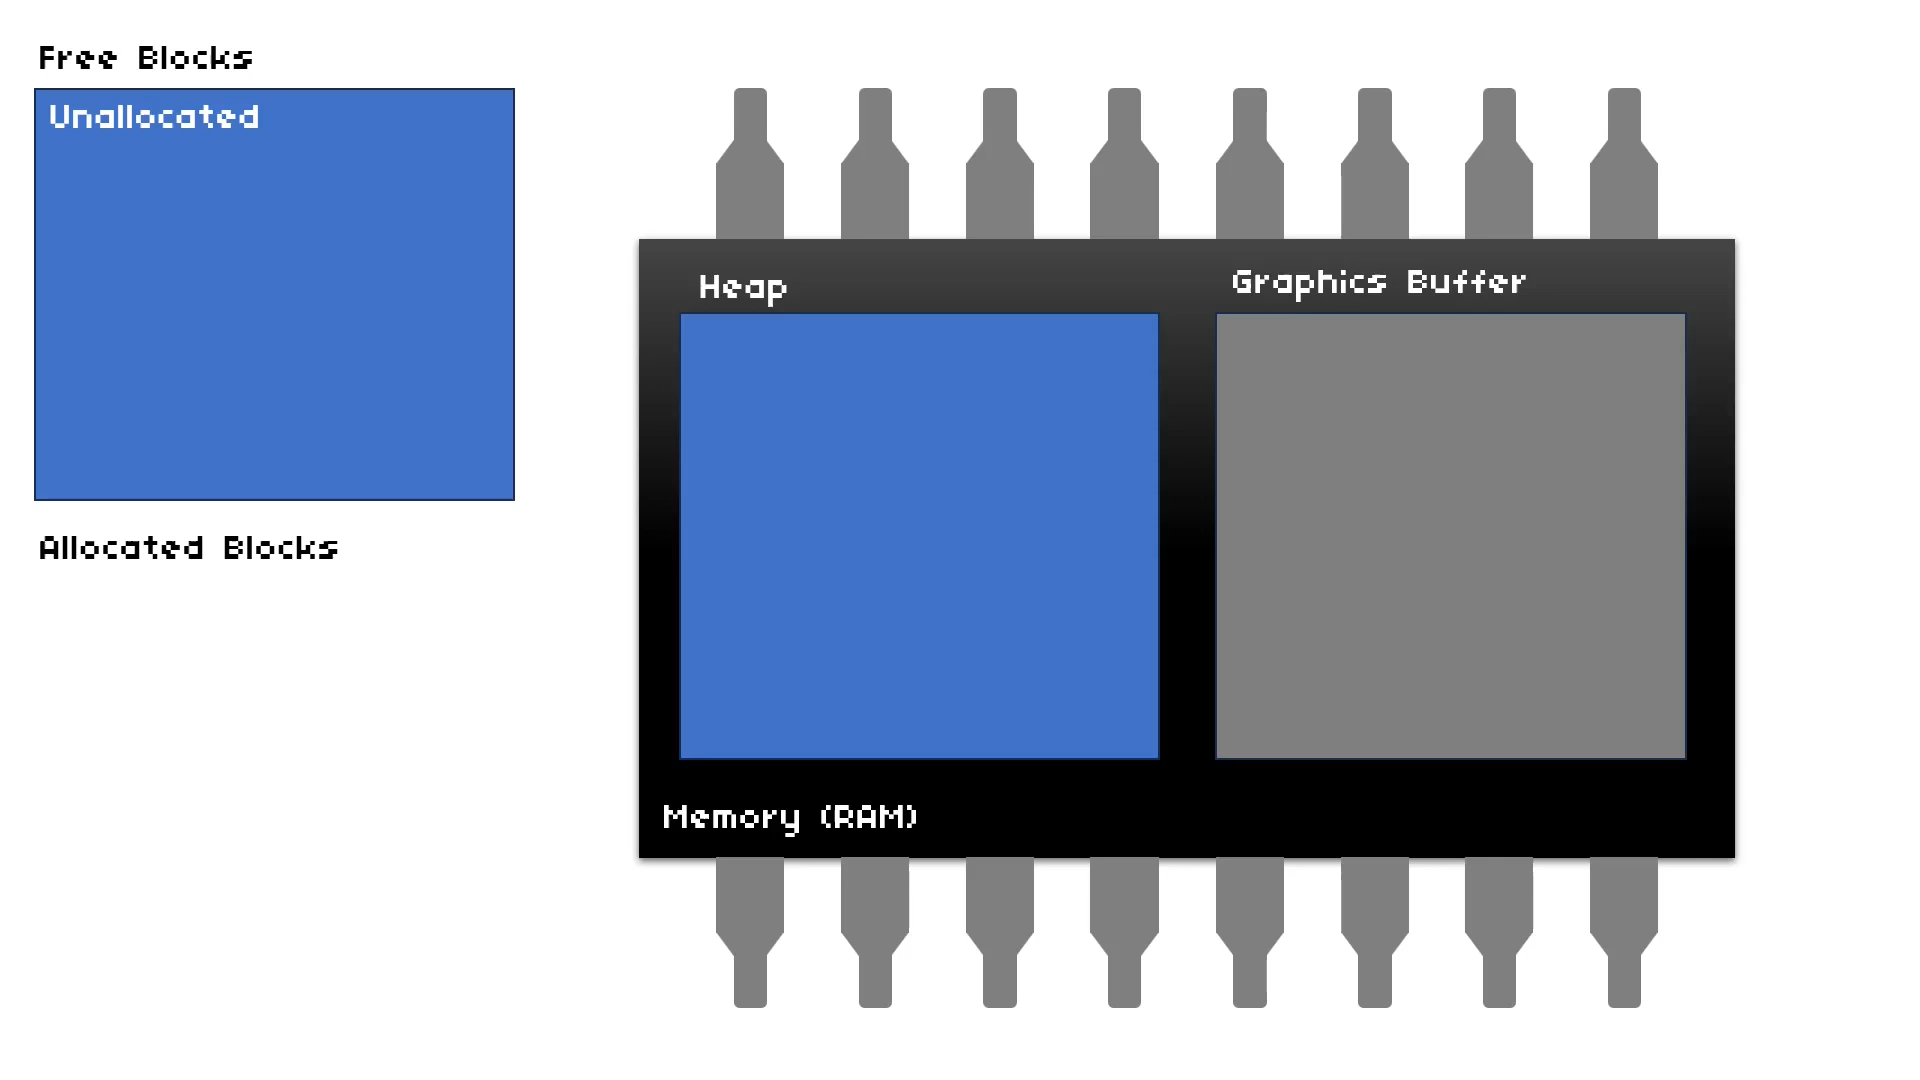 Free Blocks
Unallocated
Allocated Blocks
Heap
Graphics Buffer
Memory (RAM)